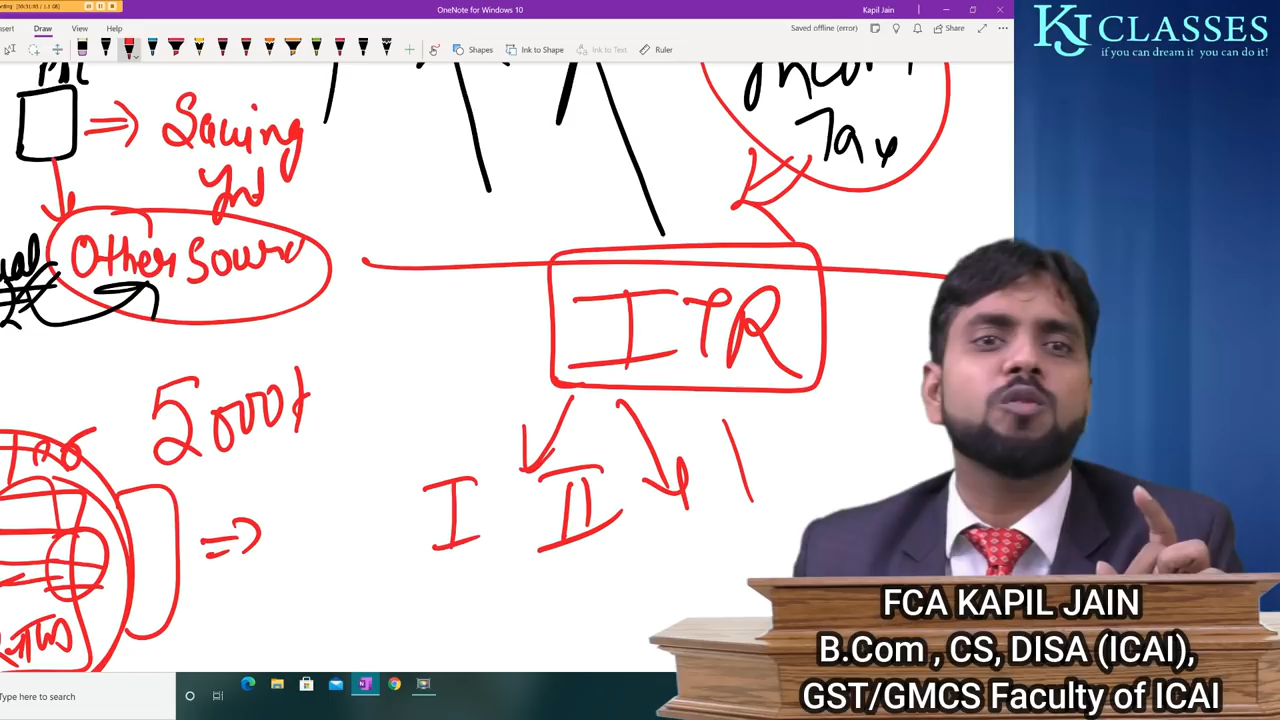 OneNote for Windows 10
Kapil Jain
Draw
View
Help
Saved offline (error)
Share
Shapes
Ink to Shape
Ink to Text
Ruler
KJ CLASSES
if you can dream it you can do it!
Saving
Int
Other Sourc
Income
Tax
ITR
5000/
I II
FCA KAPIL JAIN
B.Com , CS, DISA (ICAI),
GST/GMCS Faculty of ICAI
Type here to search